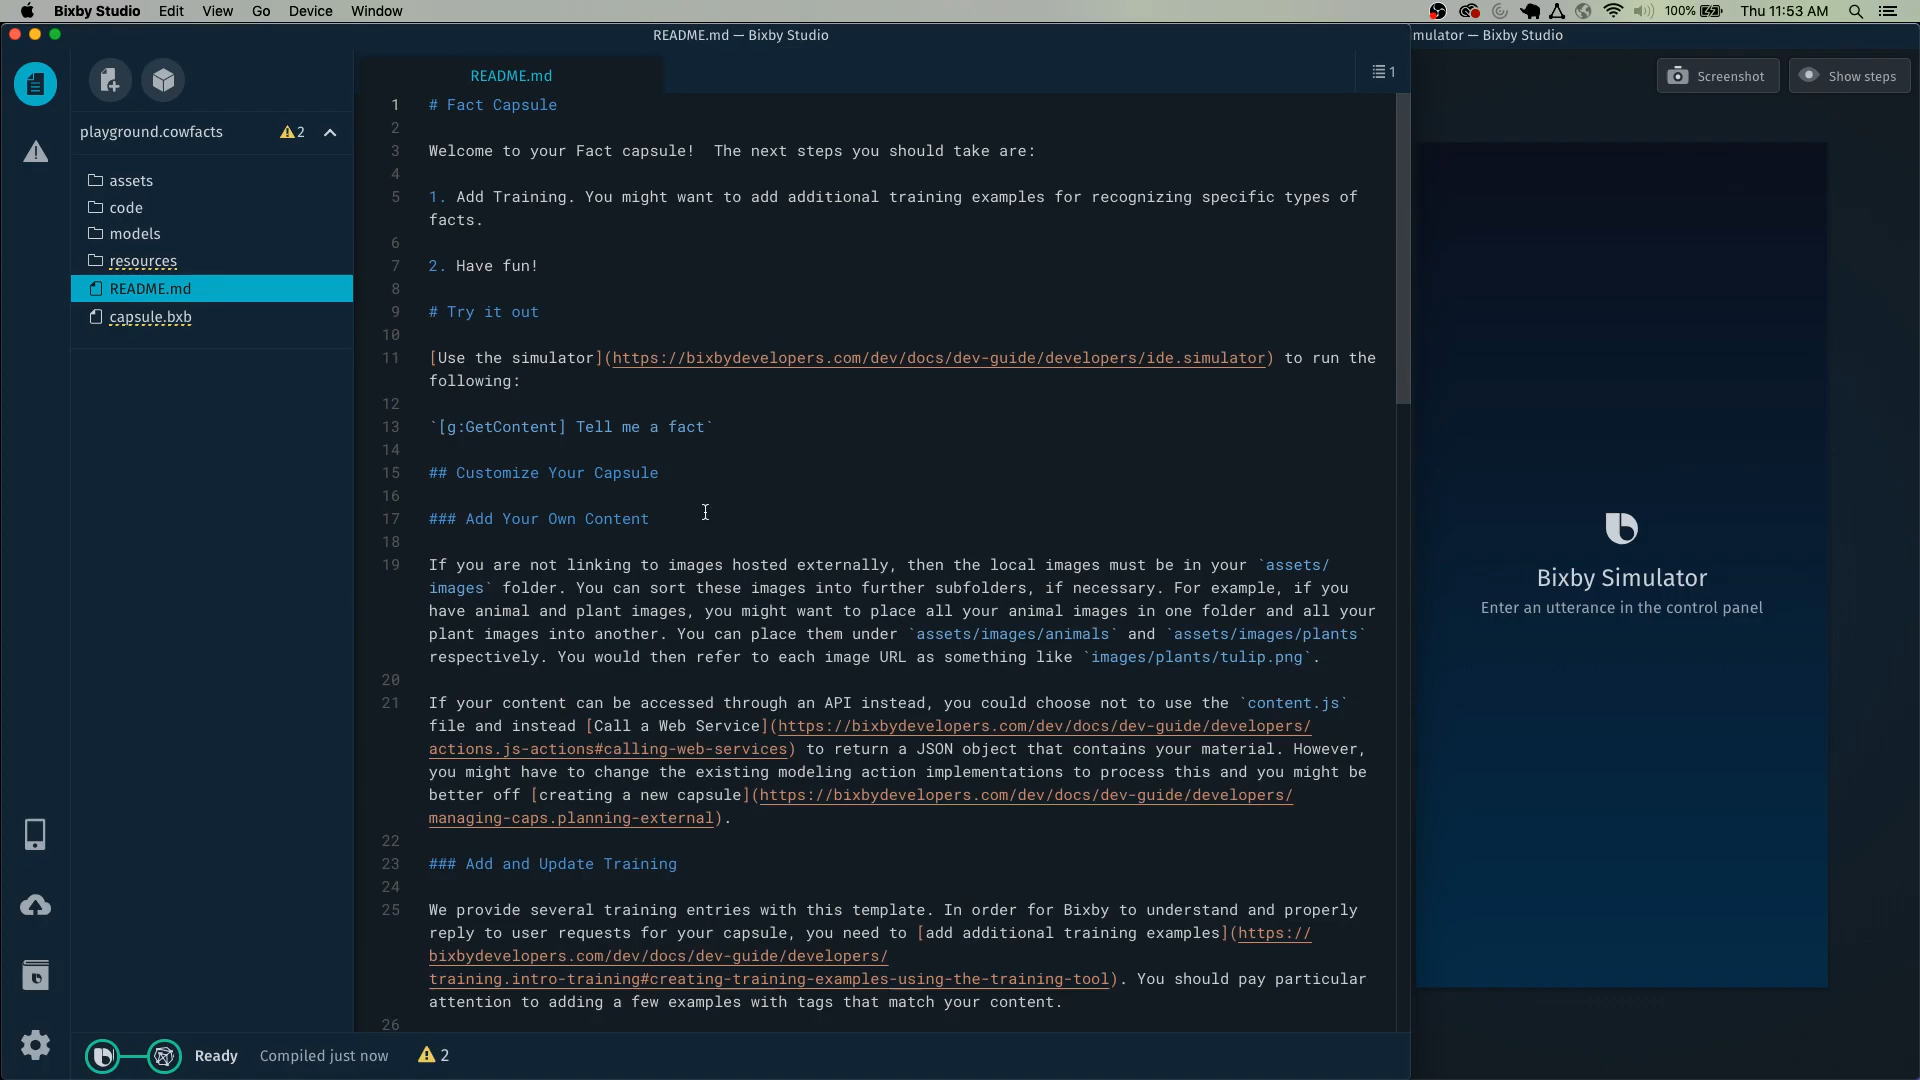 Bixby Studio Edit View Go Device Window 100% Thu 11:53 AM
README.md — Bixby Studio
mulator — Bixby Studio
README.md
1
Screenshot
Show steps
playground.cowfacts 2
assets
code
models
resources
README.md
capsule.bxb
1 # Fact Capsule
2
3 Welcome to your Fact capsule!  The next steps you should take are:
4
5 1. Add Training. You might want to add additional training examples for recognizing specific types of
facts.
6
7 2. Have fun!
8
9 # Try it out
10
11 [Use the simulator](https://bixbydevelopers.com/dev/docs/dev-guide/developers/ide.simulator) to run the
following:
12
13 `[g:GetContent] Tell me a fact`
14
15 ## Customize Your Capsule
16
17 ### Add Your Own Content
18
19 If you are not linking to images hosted externally, then the local images must be in your `assets/
images` folder. You can sort these images into further subfolders, if necessary. For example, if you
have animal and plant images, you might want to place all your animal images in one folder and all your
plant images into another. You can place them under `assets/images/animals` and `assets/images/plants`
respectively. You would then refer to each image URL as something like `images/plants/tulip.png`.
20
21 If your content can be accessed through an API instead, you could choose not to use the `content.js`
file and instead [Call a Web Service](https://bixbydevelopers.com/dev/docs/dev-guide/developers/
actions.js-actions#calling-web-services) to return a JSON object that contains your material. However,
you might have to change the existing modeling action implementations to process this and you might be
better off [creating a new capsule](https://bixbydevelopers.com/dev/docs/dev-guide/developers/
managing-caps.planning-external).
22
23 ### Add and Update Training
24
25 We provide several training entries with this template. In order for Bixby to understand and properly
reply to user requests for your capsule, you need to [add additional training examples](https://
bixbydevelopers.com/dev/docs/dev-guide/developers/
training.intro-training#creating-training-examples-using-the-training-tool). You should pay particular
attention to adding a few examples with tags that match your content.
26
Bixby Simulator
Enter an utterance in the control panel
Ready Compiled just now 2